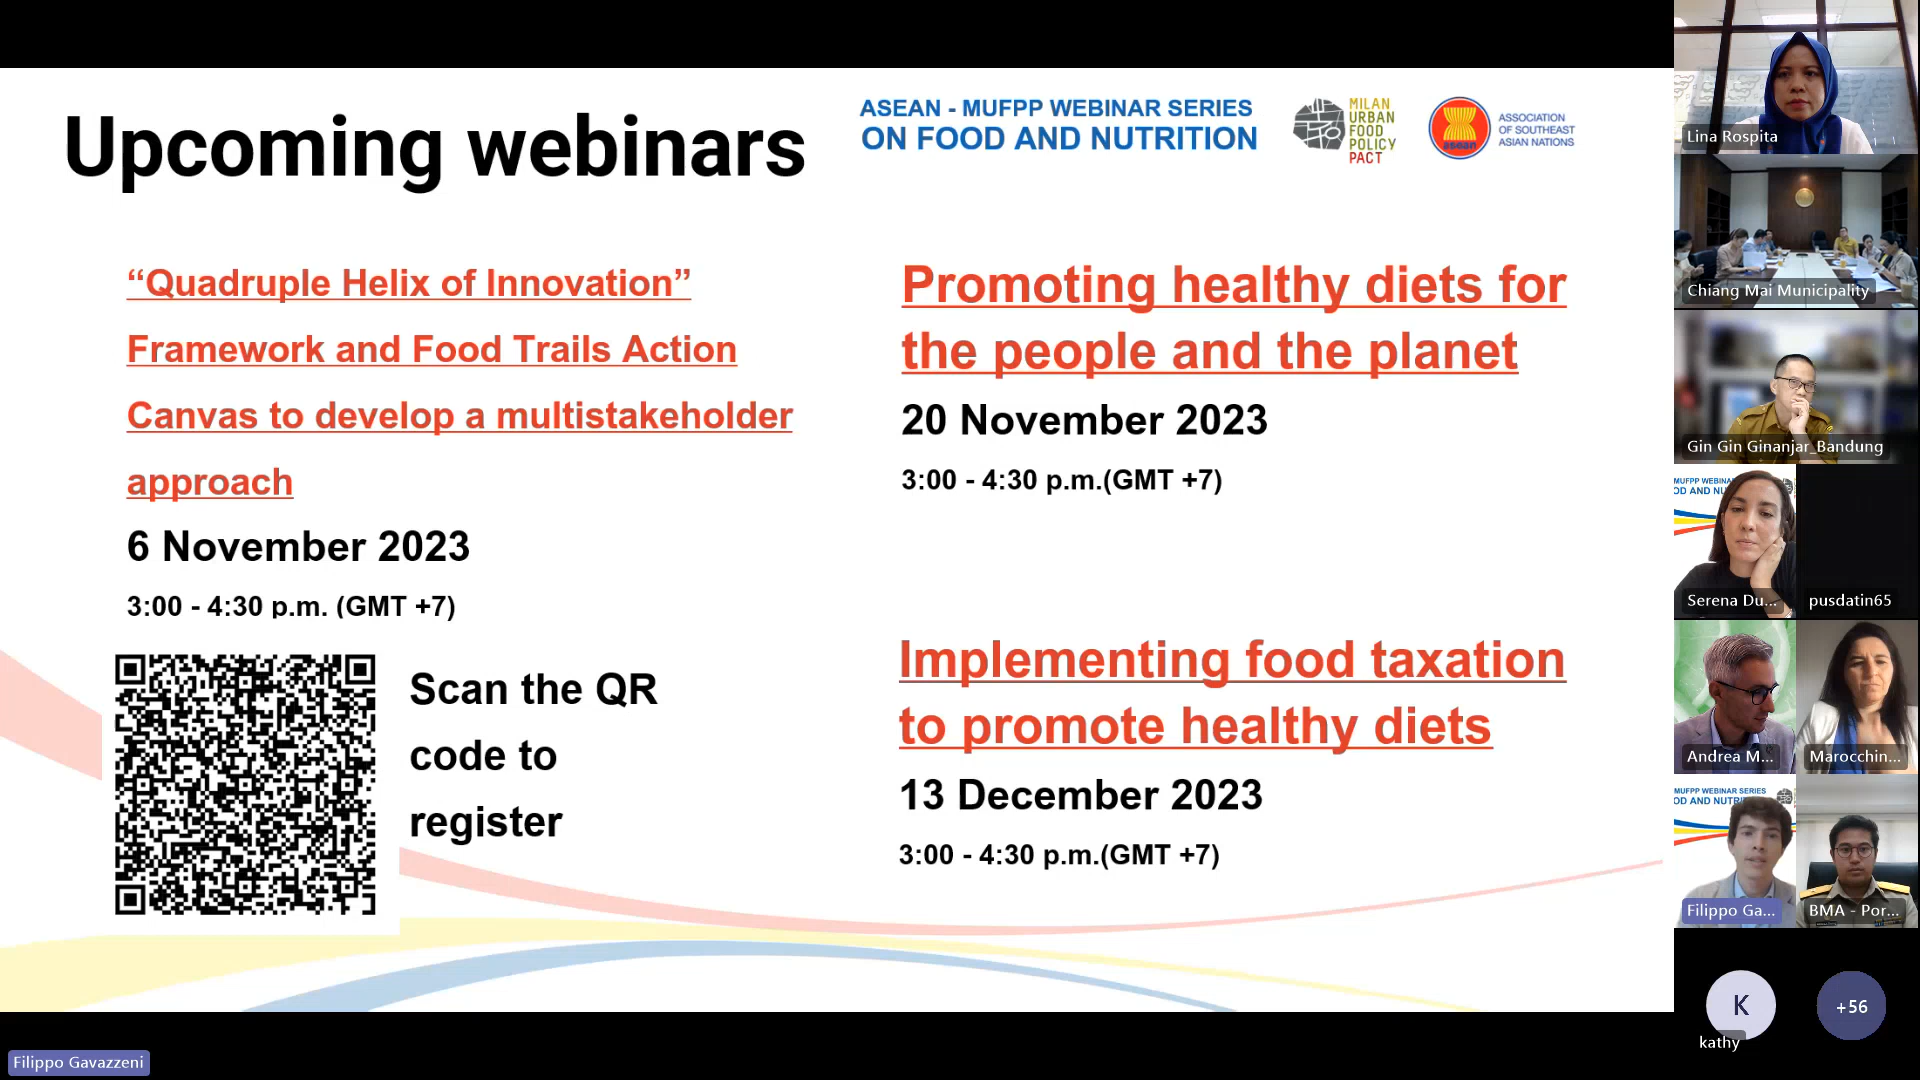 Upcoming webinars
ASEAN - MUFPP WEBINAR SERIES
ON FOOD AND NUTRITION
MILAN
URBAN
FOOD
POLICY
PACT
asean
ASSOCIATION
OF SOUTHEAST
ASIAN NATIONS
“Quadruple Helix of Innovation”
Framework and Food Trails Action
Canvas to develop a multistakeholder
approach
6 November 2023
3:00 - 4:30 p.m. (GMT +7)
Scan the QR
code to
register
Promoting healthy diets for
the people and the planet
20 November 2023
3:00 - 4:30 p.m.(GMT +7)
Implementing food taxation
to promote healthy diets
13 December 2023
3:00 - 4:30 p.m.(GMT +7)
Lina Rospita
Chiang Mai Municipality
Gin Gin Ginanjar_Bandung
MUFPP WEBINA
OD AND NU
Serena Du...
pusdatin65
Andrea M...
Marocchin...
MUFPP WEBINAR SERIES
OD AND NUTRITION
Filippo Ga...
BMA - Por...
K
kathy
+56
Filippo Gavazzeni